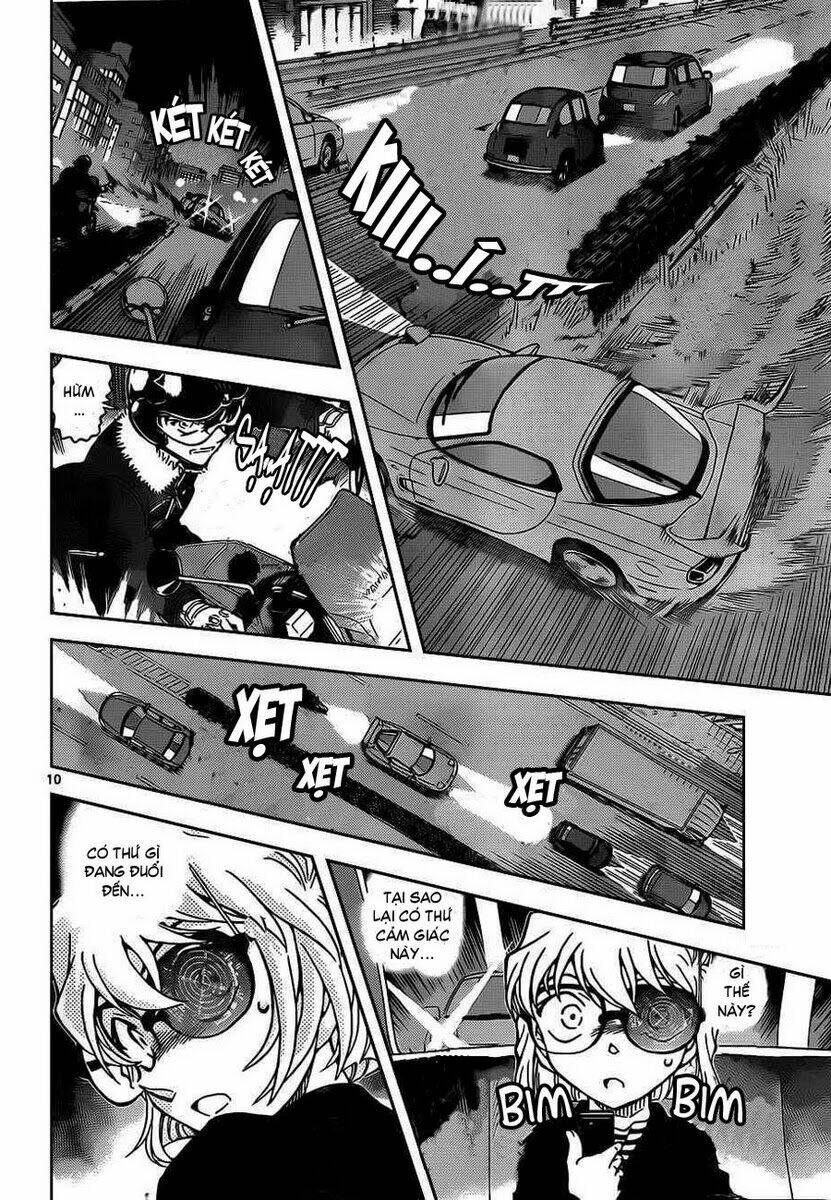 KÉT KÉT
KÉT
KIII..Í..TTT
HỪM
...
SẠẠẠTTTT
XẸT
XẸT
XẸT
10
CÓ THỨ GÌ
ĐANG ĐUỔI
ĐẾN...
TẠI SAO
LẠI CÓ THỨ
CẢM GIÁC
NÀY...
GÌ
THẾ
NÀY?
BIM
BIM